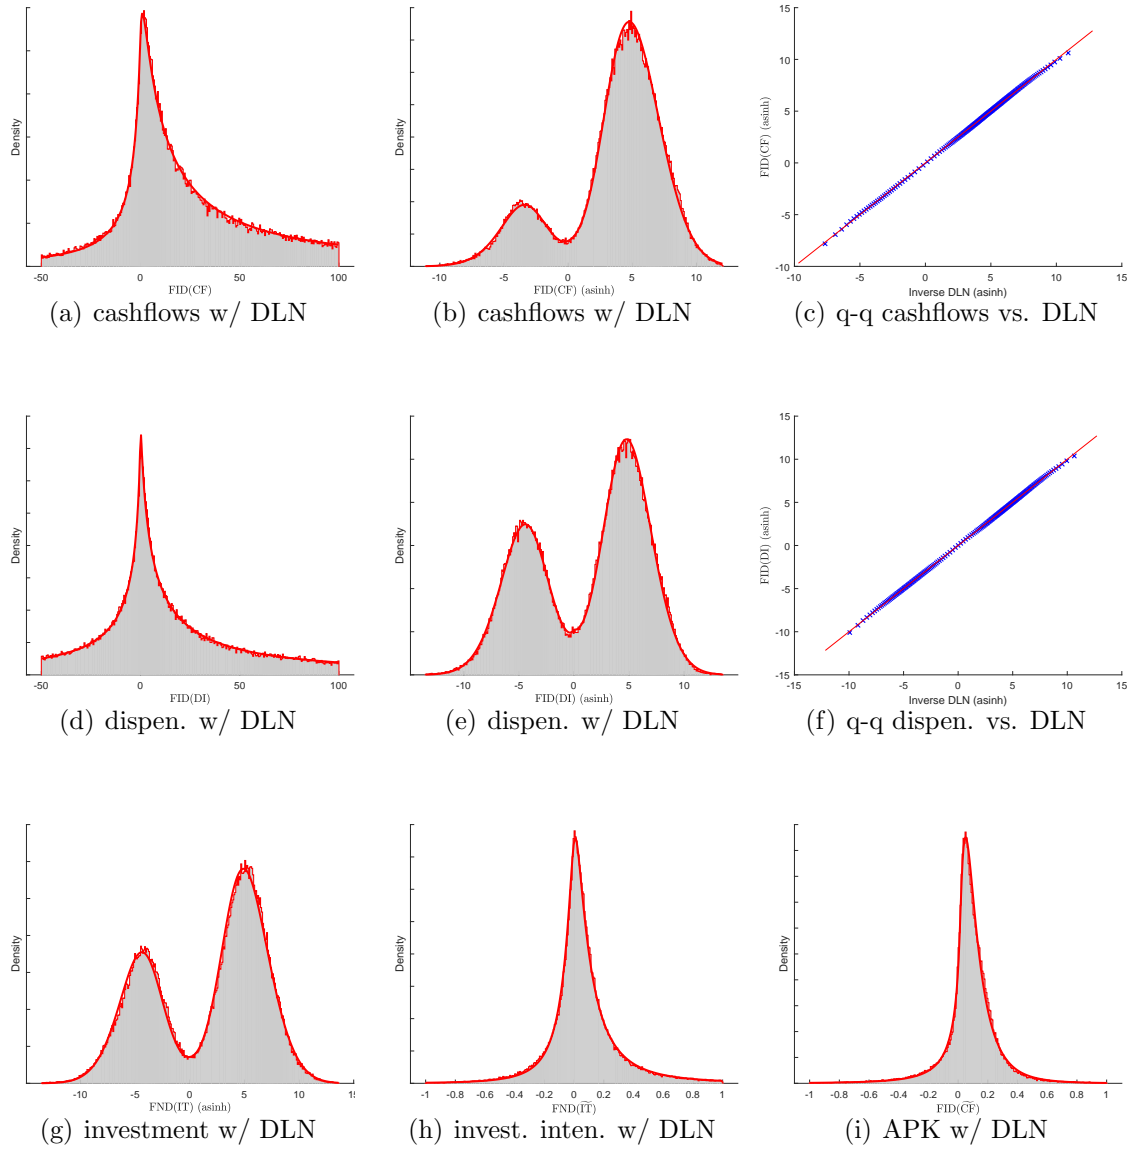 Density
-50 0 50 100
FID(CF)
(a) cashflows w/ DLN
Density
-10 -5 0 5 10
FID(CF) (asinh)
(b) cashflows w/ DLN
FID(CF) (asinh)
15
10
5
0
-5
-10
-10 -5 0 5 10 15
Inverse DLN (asinh)
(c) q-q cashflows vs. DLN
Density
-50 0 50 100
FID(DI)
(d) dispen. w/ DLN
Density
-10 -5 0 5 10
FID(DI) (asinh)
(e) dispen. w/ DLN
FID(DI) (asinh)
15
10
5
0
-5
-10
-15
-15 -10 -5 0 5 10 15
Inverse DLN (asinh)
(f) q-q dispen. vs. DLN
Density
-10 -5 0 5 10 15
FND(IT) (asinh)
(g) investment w/ DLN
Density
-1 -0.8 -0.6 -0.4 -0.2 0 0.2 0.4 0.6 0.8 1
FND(ĨT)
(h) invest. inten. w/ DLN
Density
-1 -0.8 -0.6 -0.4 -0.2 0 0.2 0.4 0.6 0.8 1
FID(C͠F)
(i) APK w/ DLN